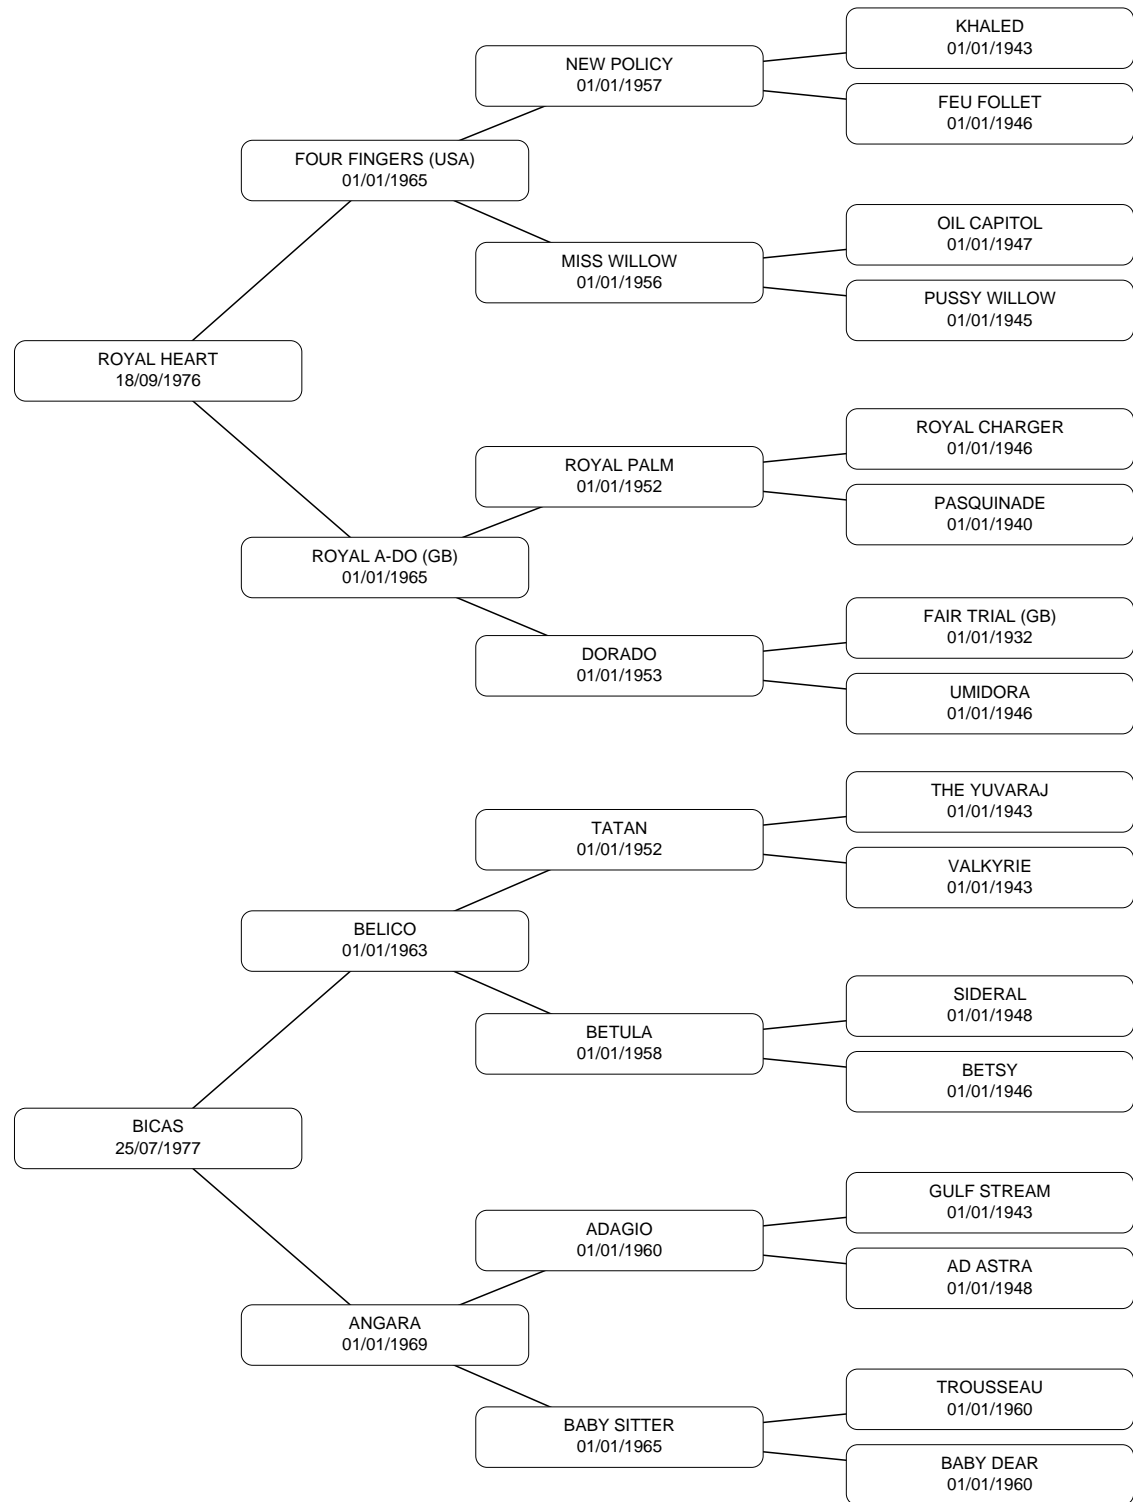 KHALED
01/01/1943
NEW POLICY
01/01/1957
FEU FOLLET
01/01/1946
FOUR FINGERS (USA)
01/01/1965
OIL CAPITOL
01/01/1947
MISS WILLOW
01/01/1956
PUSSY WILLOW
01/01/1945
ROYAL HEART
18/09/1976
ROYAL CHARGER
01/01/1946
ROYAL PALM
01/01/1952
PASQUINADE
01/01/1940
ROYAL A-DO (GB)
01/01/1965
FAIR TRIAL (GB)
01/01/1932
DORADO
01/01/1953
UMIDORA
01/01/1946
THE YUVARAJ
01/01/1943
TATAN
01/01/1952
VALKYRIE
01/01/1943
BELICO
01/01/1963
SIDERAL
01/01/1948
BETULA
01/01/1958
BETSY
01/01/1946
BICAS
25/07/1977
GULF STREAM
01/01/1943
ADAGIO
01/01/1960
AD ASTRA
01/01/1948
ANGARA
01/01/1969
TROUSSEAU
01/01/1960
BABY SITTER
01/01/1965
BABY DEAR
01/01/1960